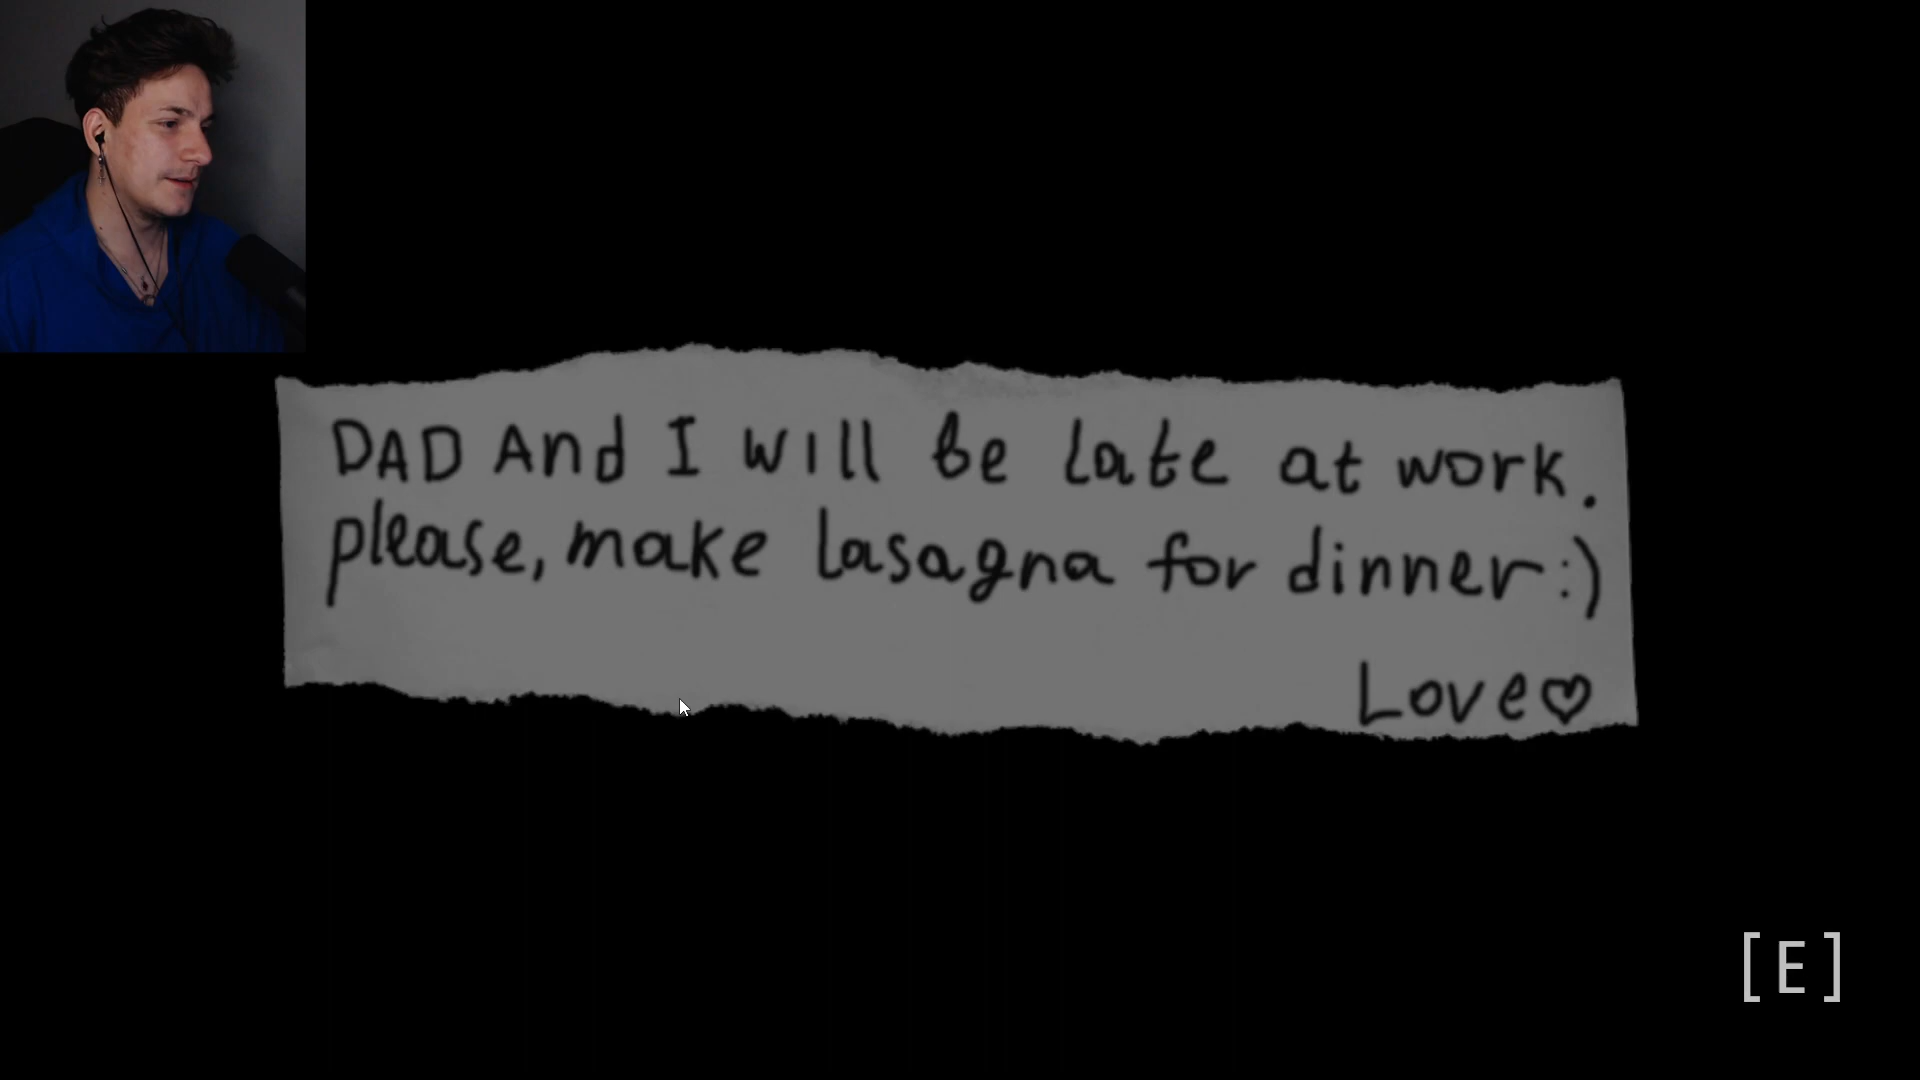 DAD And I will be late at work.
please, make lasagna for dinner:)
Love♡
[E]